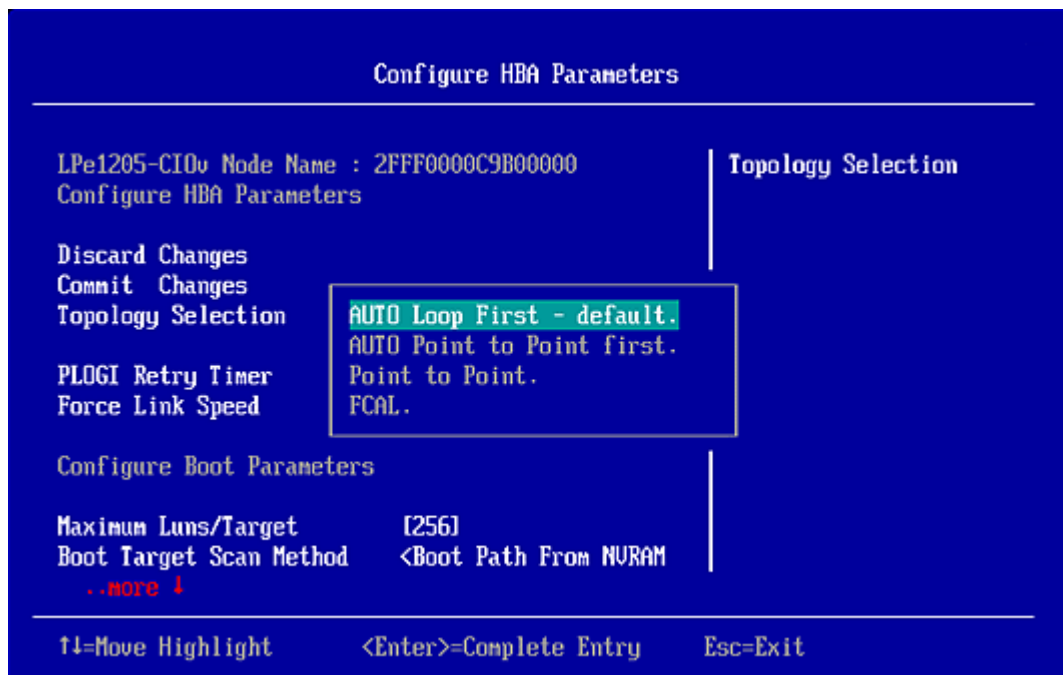 Configure HBA Parameters
LPe1205-CIOv Node Name : 2FFF0000C9B00000
Configure HBA Parameters
Topology Selection
Discard Changes
Commit Changes
Topology Selection
AUTO Loop First - default.
AUTO Point to Point first.
Point to Point.
FCAL.
PLOGI Retry Timer
Force Link Speed
Configure Boot Parameters
Maximum Luns/Target [256]
Boot Target Scan Method <Boot Path From NVRAM
..more ↓
↑↓=Move Highlight <Enter>=Complete Entry Esc=Exit